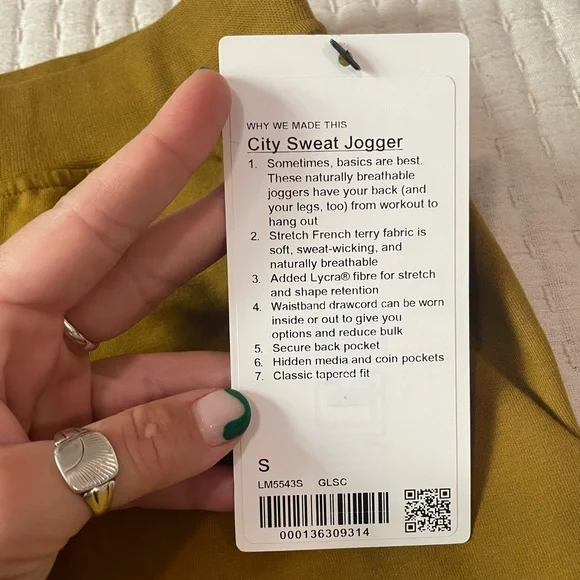 WHY WE MADE THIS
City Sweat Jogger
1. Sometimes, basics are best.
These naturally breathable
joggers have your back (and
your legs, too) from workout to
hang out
2. Stretch French terry fabric is
soft, sweat-wicking, and
naturally breathable
3. Added Lycra® fibre for stretch
and shape retention
4. Waistband drawcord can be worn
inside or out to give you
options and reduce bulk
5. Secure back pocket
6. Hidden media and coin pockets
7. Classic tapered fit
S
LM5543S GLSC
000136309314